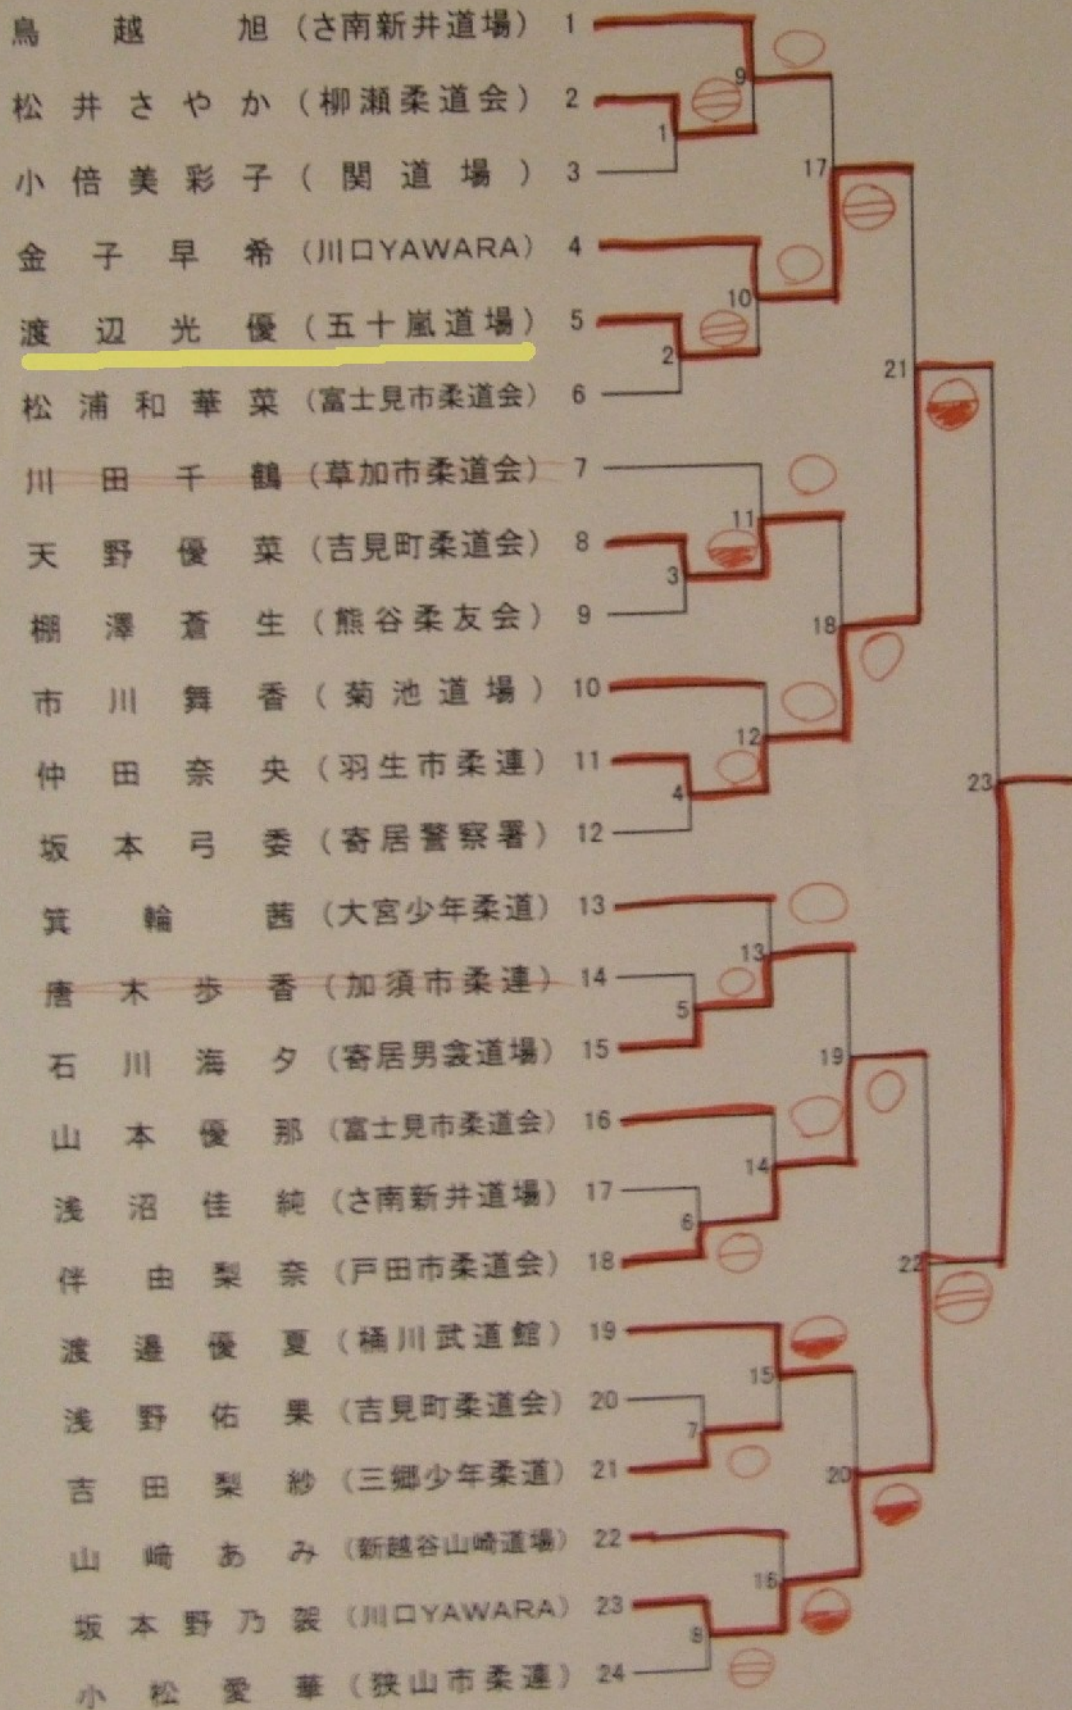 鳥越旭(さ南新井道場) 1
松井さやか(柳瀬柔道会) 2
小倍美彩子(関道場) 3
金子早希(川口YAWARA) 4
渡辺光優(五十嵐道場) 5
松浦和華菜(富士見市柔道会) 6
川田千鶴(草加市柔道会) 7
天野優菜(吉見町柔道会) 8
棚澤蒼生(熊谷柔友会) 9
市川舞香(菊池道場) 10
仲田奈央(羽生市柔連) 11
坂本弓委(寄居警察署) 12
箕輪茜(大宮少年柔道) 13
唐木歩香(加須市柔連) 14
石川海夕(寄居男衾道場) 15
山本優那(富士見市柔道会) 16
浅沼佳純(さ南新井道場) 17
伴由梨奈(戸田市柔道会) 18
渡邉優夏(桶川武道館) 19
浅野佑果(吉見町柔道会) 20
吉田梨紗(三郷少年柔道) 21
山﨑あみ(新越谷山崎道場) 22
坂本野乃袈(川口YAWARA) 23
小松愛華(狭山市柔連) 24
1
2
3
4
5
6
7
8
9
10
11
12
13
14
15
16
17
18
19
20
21
22
23